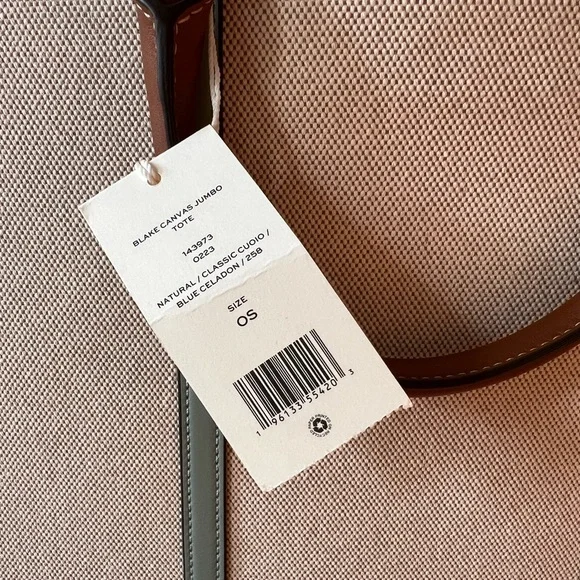 BLAKE CANVAS JUMBO
TOTE
143973
0223
NATURAL / CLASSIC CUOIO /
BLUE CELADON / 258
SIZE
OS
1 96133 55420 3